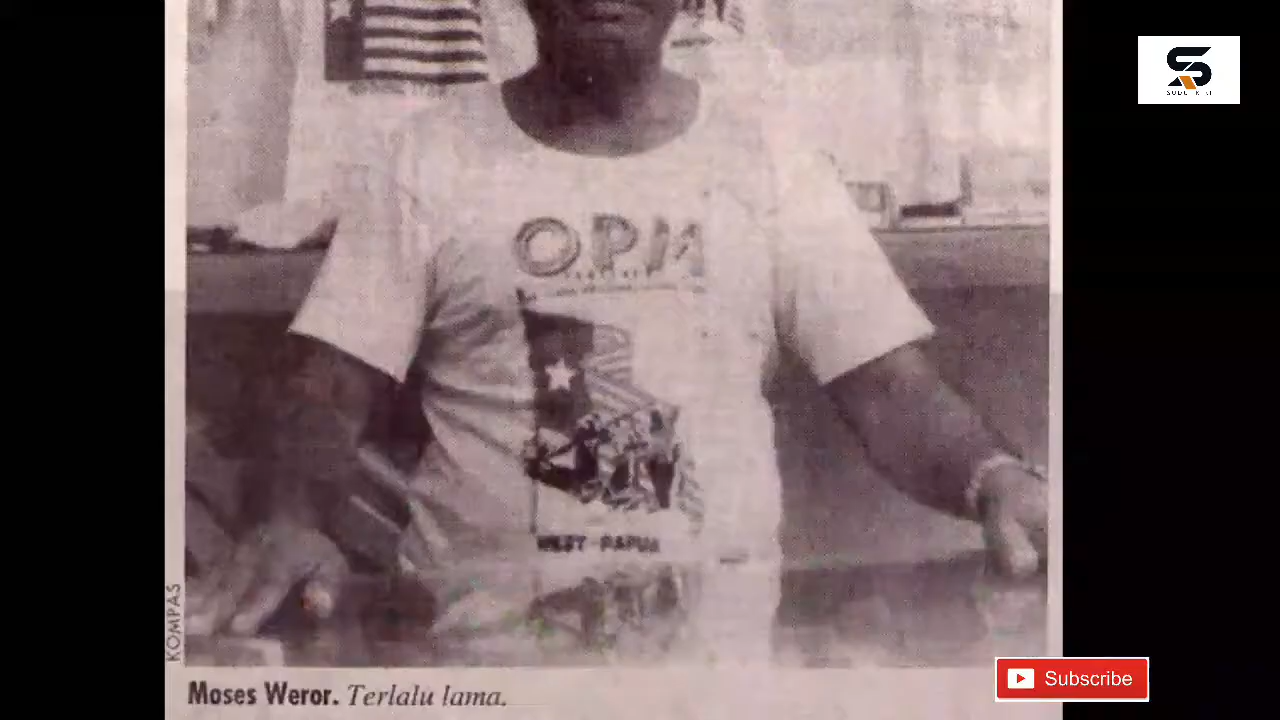 O.P.M
WEST PAPUA
KOMPAS
Moses Weror. Terlalu lama.
Subscribe